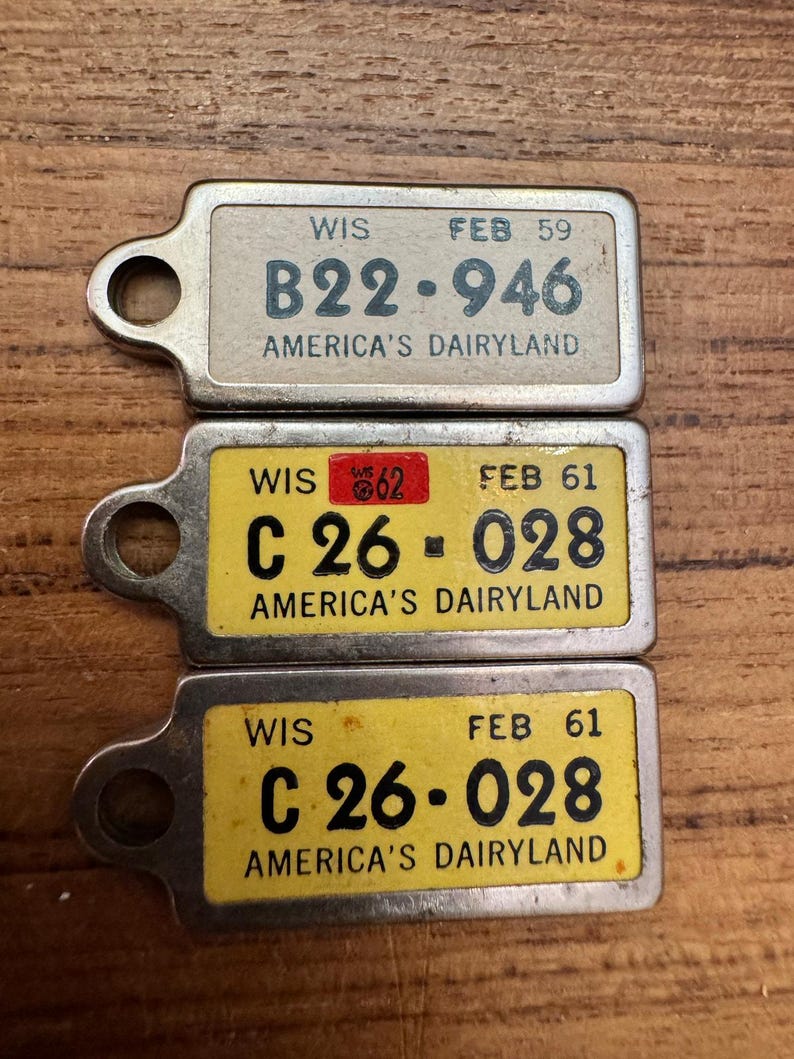 WIS FEB 59
B22·946
AMERICA'S DAIRYLAND
WIS WIS 62 FEB 61
C 26·028
AMERICA'S DAIRYLAND
WIS FEB 61
C 26·028
AMERICA'S DAIRYLAND